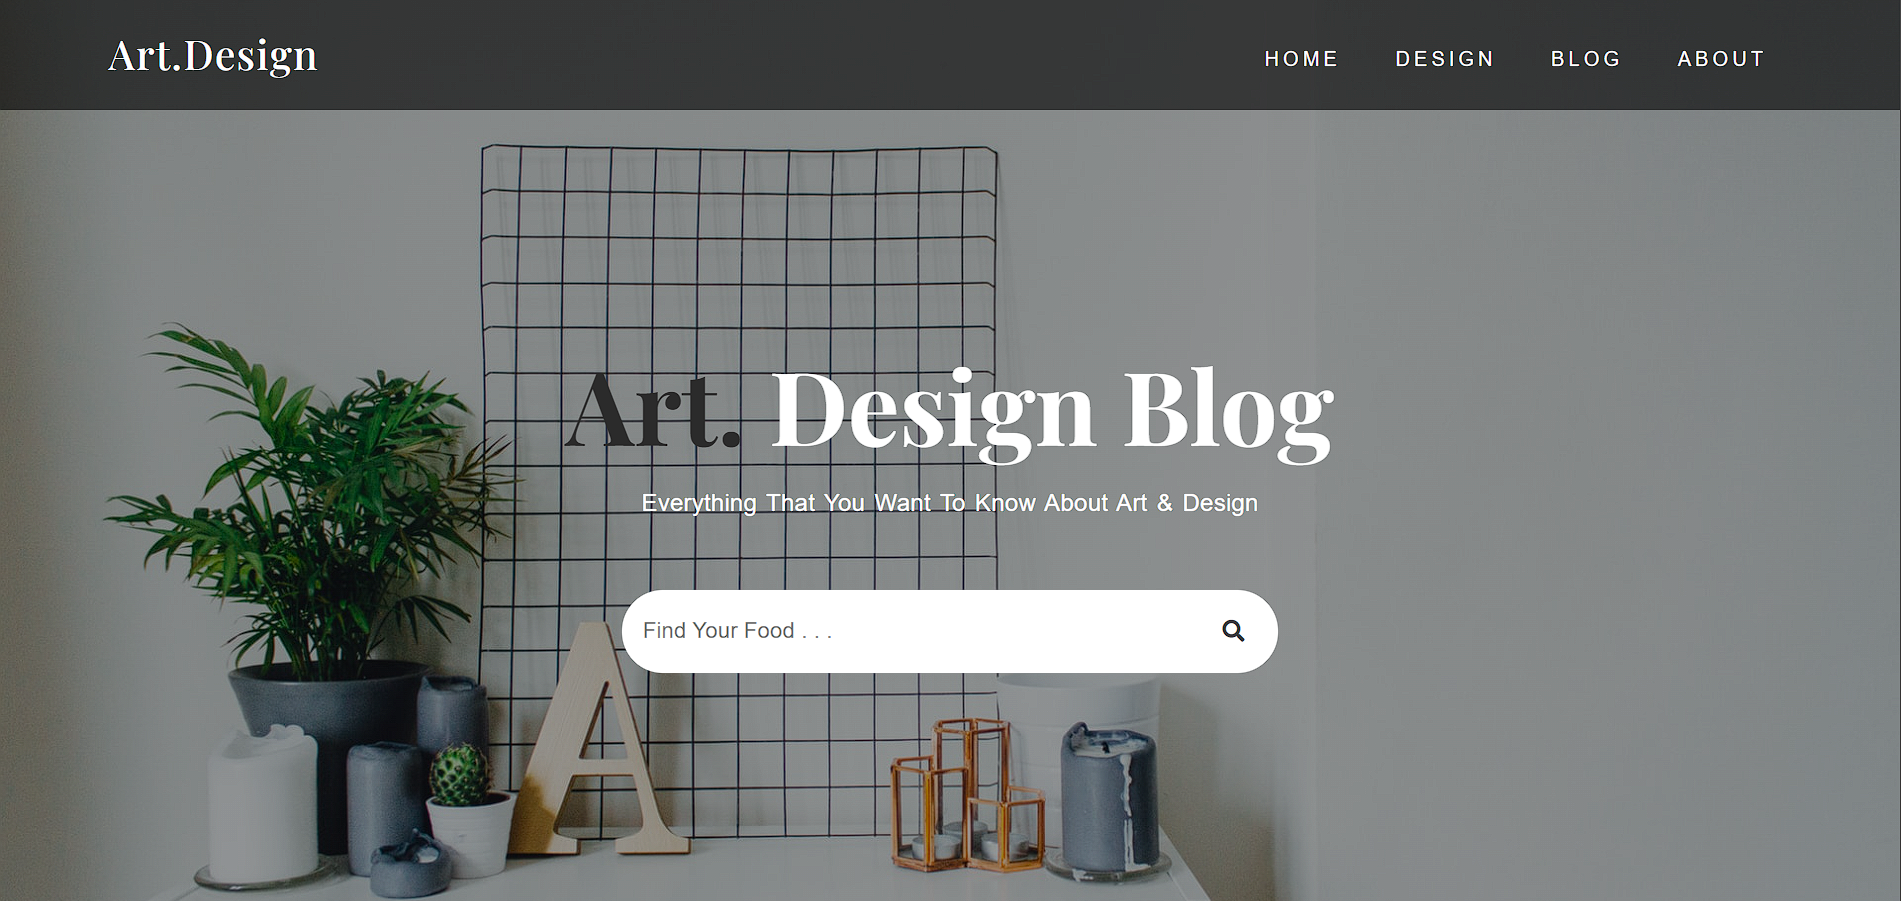 Art.Design
HOME DESIGN BLOG ABOUT
Art. Design Blog
Everything That You Want To Know About Art & Design
Find Your Food . . .
A